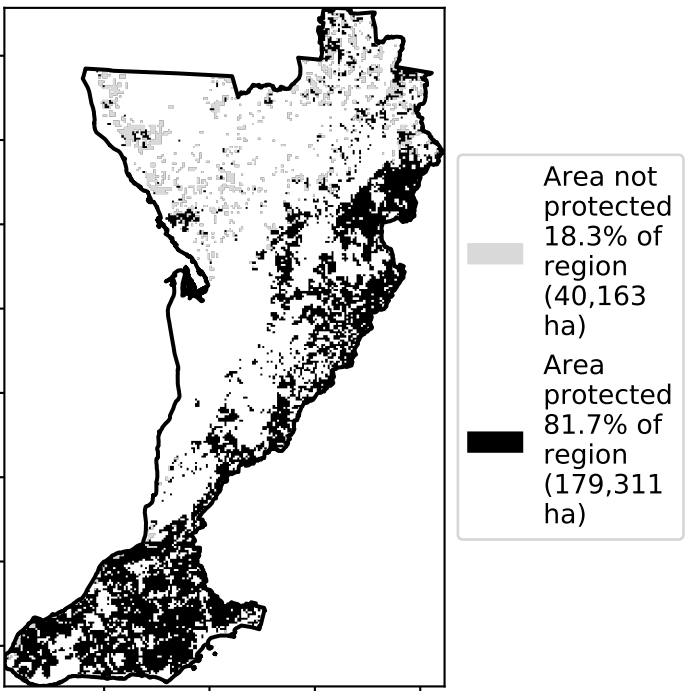 Area not
protected
18.3% of
region
(40,163
ha)
Area
protected
81.7% of
region
(179,311
ha)